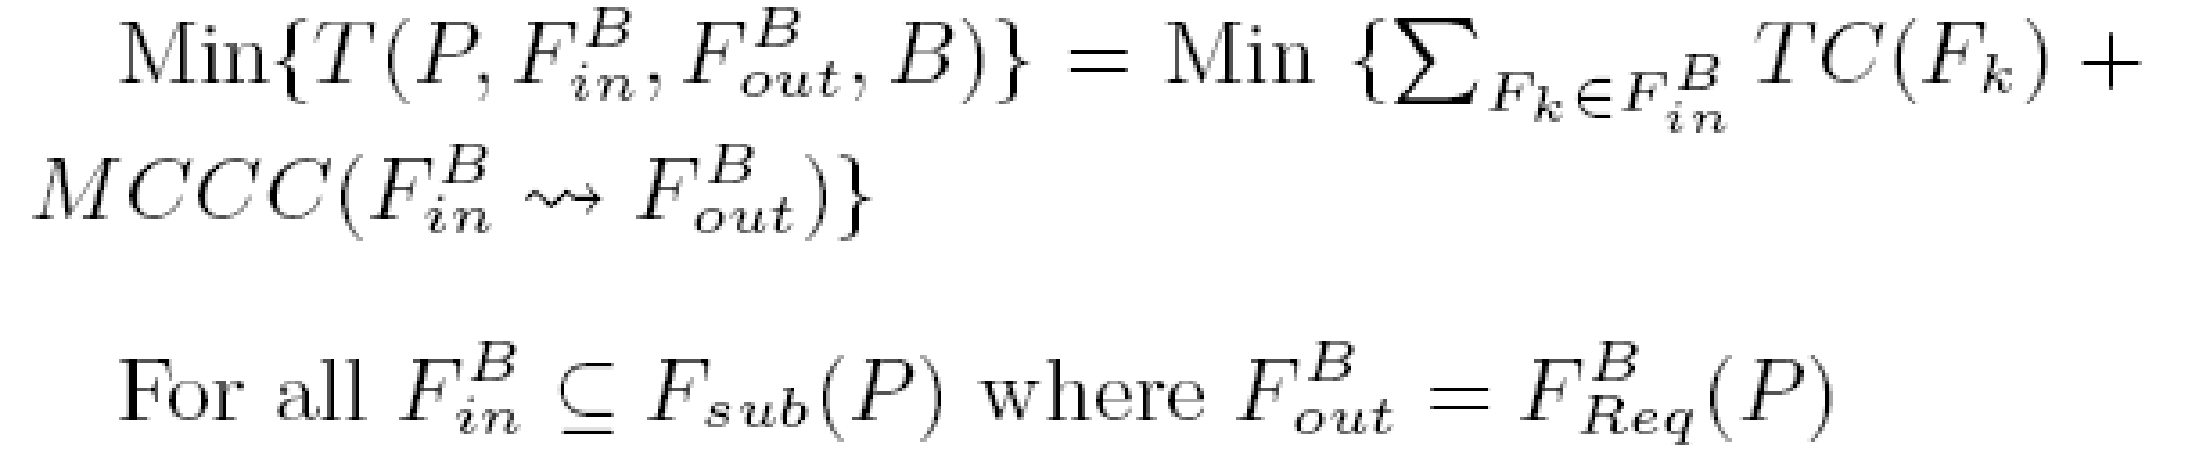 Min{T(P, F_{in}^{B}, F_{out}^{B}, B)} = Min {∑_{F_k∈F_{in}^{B}} TC(F_k) +
MCCC(F_{in}^{B} ⇝ F_{out}^{B})}
For all F_{in}^{B} ⊆ F_{sub}(P) where F_{out}^{B} = F_{Req}^{B}(P)